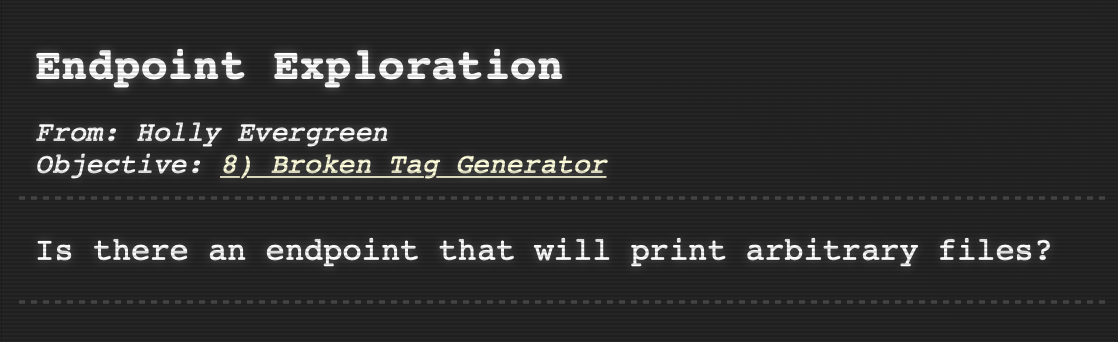 Endpoint Exploration
From: Holly Evergreen
Objective: 8) Broken Tag Generator
Is there an endpoint that will print arbitrary files?